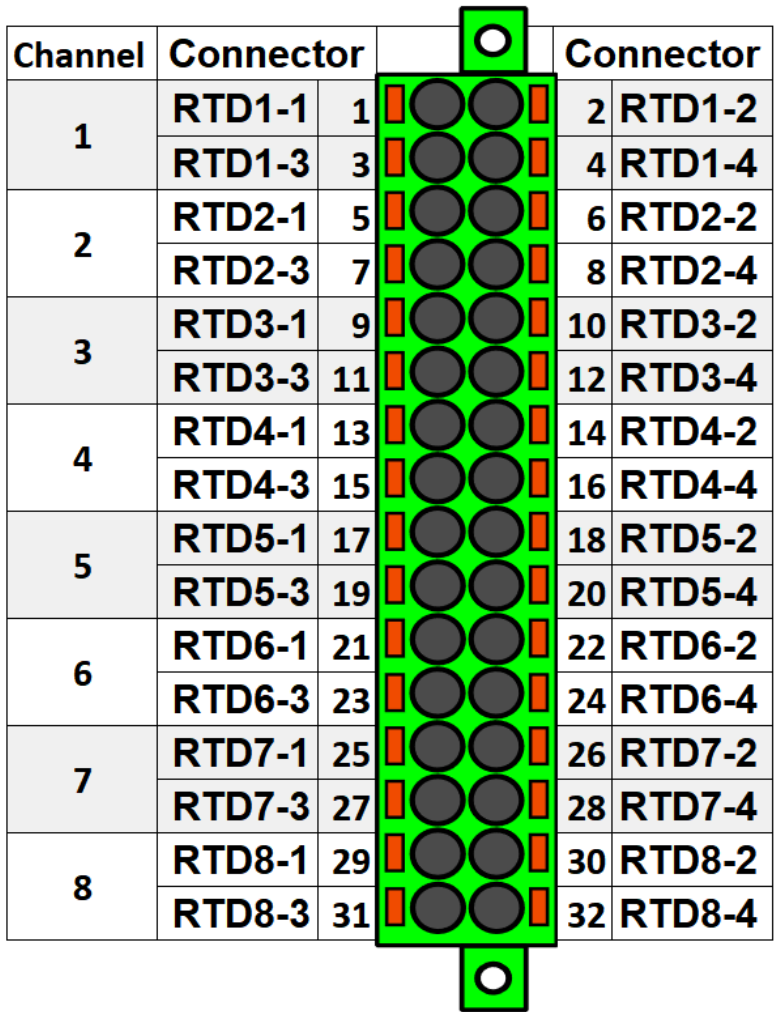 Channel Connector Connector
1 RTD1-1 1 2 RTD1-2
RTD1-3 3 4 RTD1-4
2 RTD2-1 5 6 RTD2-2
RTD2-3 7 8 RTD2-4
3 RTD3-1 9 10 RTD3-2
RTD3-3 11 12 RTD3-4
4 RTD4-1 13 14 RTD4-2
RTD4-3 15 16 RTD4-4
5 RTD5-1 17 18 RTD5-2
RTD5-3 19 20 RTD5-4
6 RTD6-1 21 22 RTD6-2
RTD6-3 23 24 RTD6-4
7 RTD7-1 25 26 RTD7-2
RTD7-3 27 28 RTD7-4
8 RTD8-1 29 30 RTD8-2
RTD8-3 31 32 RTD8-4